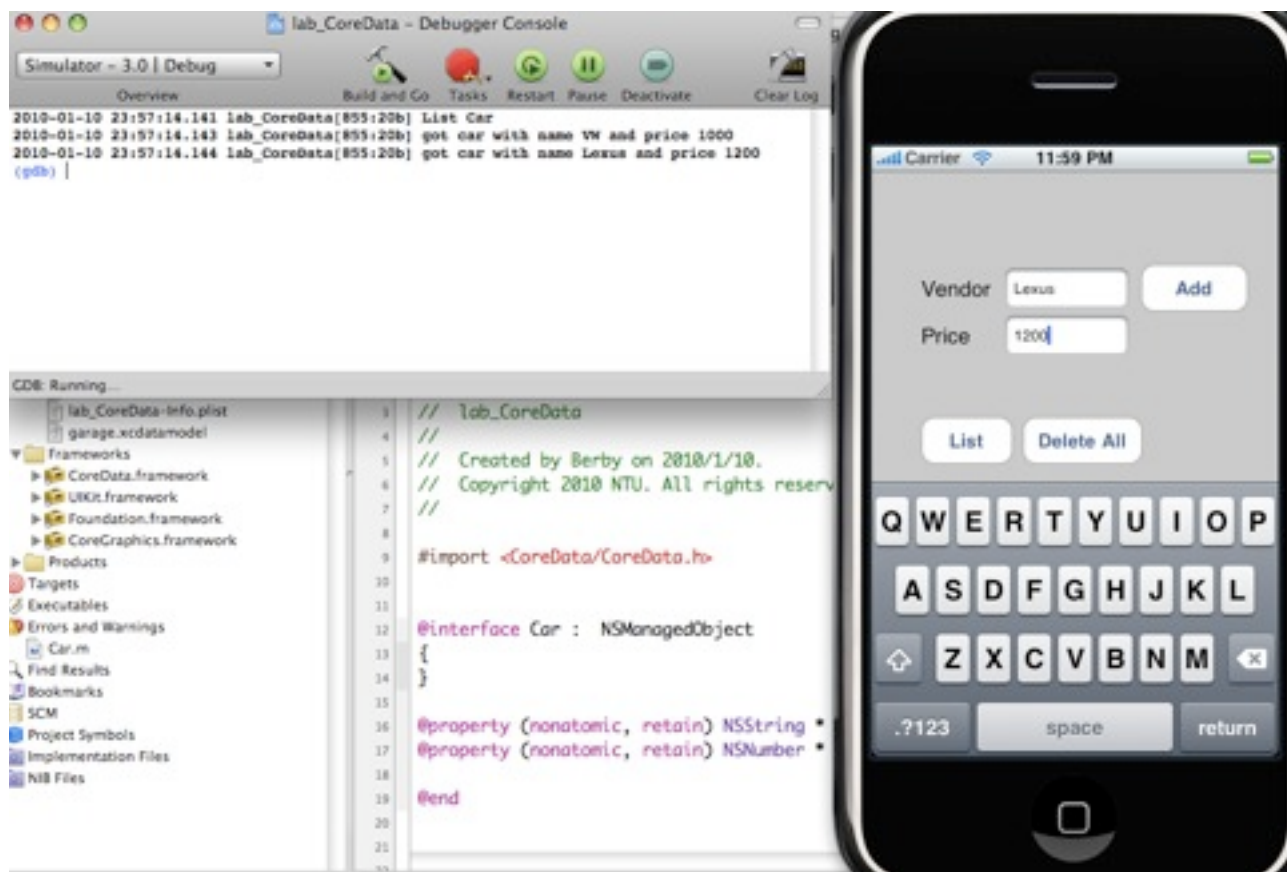 lab_CoreData – Debugger Console
Simulator – 3.0 | Debug
Overview
Build and Go
Tasks
Restart
Pause
Deactivate
Clear Log
2010-01-10 23:57:14.141 lab_CoreData[855:20b] List Car
2010-01-10 23:57:14.143 lab_CoreData[855:20b] got car with name VW and price 1000
2010-01-10 23:57:14.144 lab_CoreData[855:20b] got car with name Lexus and price 1200
(gdb)
GDB: Running...
lab_CoreData-Info.plist
garage.xcdatamodel
Frameworks
CoreData.framework
UIKit.framework
Foundation.framework
CoreGraphics.framework
Products
Targets
Executables
Errors and Warnings
Car.m
Find Results
Bookmarks
SCM
Project Symbols
Implementation Files
NIB Files
3 // lab_CoreData
4 //
5 // Created by Berby on 2010/1/10.
6 // Copyright 2010 NTU. All rights reserv
7 //
8
9 #import <CoreData/CoreData.h>
10
11
12 @interface Car : NSManagedObject
13 {
14 }
15
16 @property (nonatomic, retain) NSString *
17 @property (nonatomic, retain) NSNumber *
18
19 @end
20
21
Carrier 11:59 PM
Vendor Lexus Add
Price 1200
List Delete All
Q W E R T Y U I O P
A S D F G H J K L
Z X C V B N M
.?123 space return